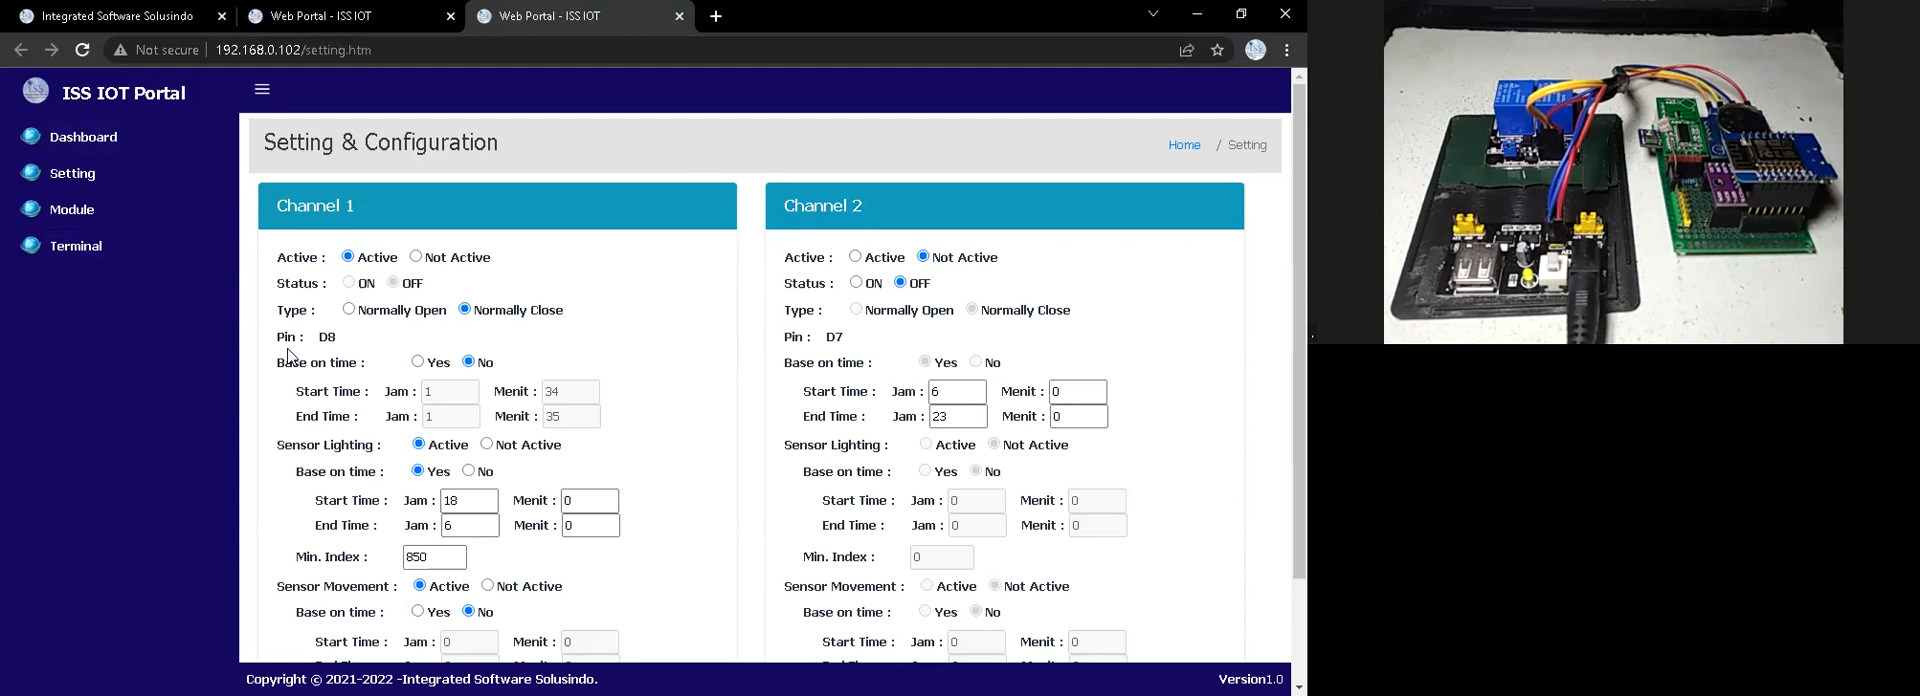 Integrated Software Solusindo
Web Portal - ISS IOT
Web Portal - ISS IOT
Not secure
192.168.0.102/setting.htm
ISS IOT Portal
Dashboard
Setting
Module
Terminal
Setting & Configuration
Home / Setting
Channel 1
Active : Active Not Active
Status : ON OFF
Type : Normally Open Normally Close
Pin : D8
Base on time : Yes No
Start Time : Jam : 1 Menit : 34
End Time : Jam : 1 Menit : 35
Sensor Lighting : Active Not Active
Base on time : Yes No
Start Time : Jam : 18 Menit : 0
End Time : Jam : 6 Menit : 0
Min. Index : 850
Sensor Movement : Active Not Active
Base on time : Yes No
Start Time : Jam : 0 Menit : 0
Channel 2
Active : Active Not Active
Status : ON OFF
Type : Normally Open Normally Close
Pin : D7
Base on time : Yes No
Start Time : Jam : 6 Menit : 0
End Time : Jam : 23 Menit : 0
Sensor Lighting : Active Not Active
Base on time : Yes No
Start Time : Jam : 0 Menit : 0
End Time : Jam : 0 Menit : 0
Min. Index : 0
Sensor Movement : Active Not Active
Base on time : Yes No
Start Time : Jam : 0 Menit : 0
Copyright © 2021-2022 -Integrated Software Solusindo.
Version1.0